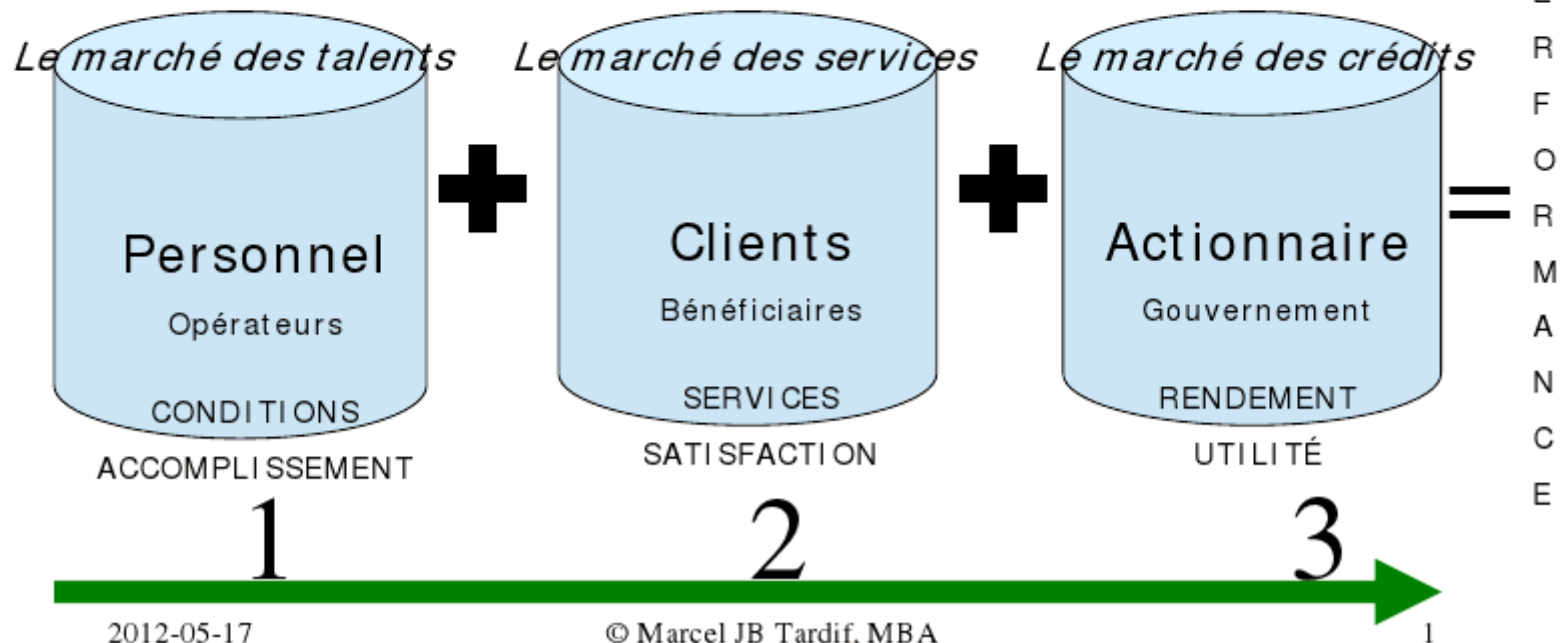 Le marché des talents Le marché des services Le marché des crédits
Personnel Clients Actionnaire
Opérateurs Bénéficiaires Gouvernement
CONDITIONS SERVICES RENDEMENT
ACCOMPLISSEMENT SATISFACTION UTILITÉ
1 2 3
=
R
F
O
R
M
A
N
C
E
2012-05-17 © Marcel JB Tardif, MBA 1